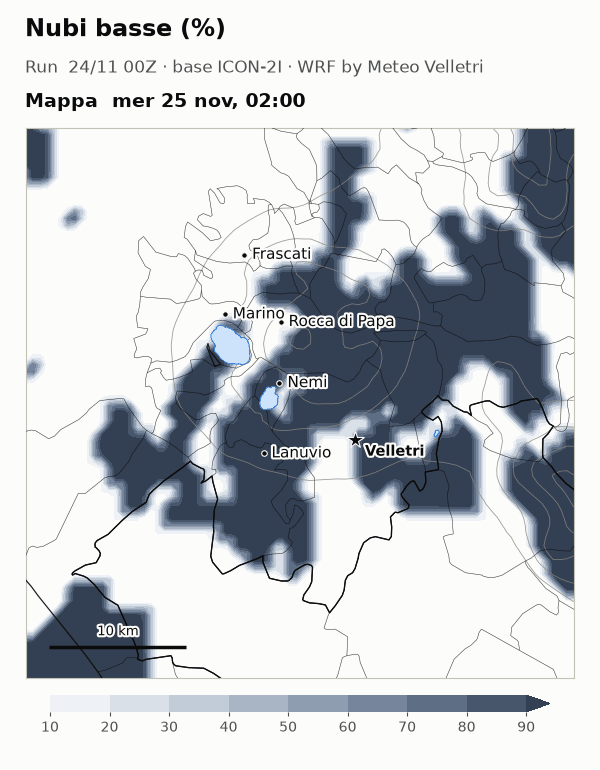 Nubi basse (%)
Run 24/11 00Z · base ICON-2I · WRF by Meteo Velletri
Mappa mer 25 nov, 02:00
Frascati
Marino
Rocca di Papa
Nemi
Velletri
Lanuvio
10 km
10 20 30 40 50 60 70 80 90